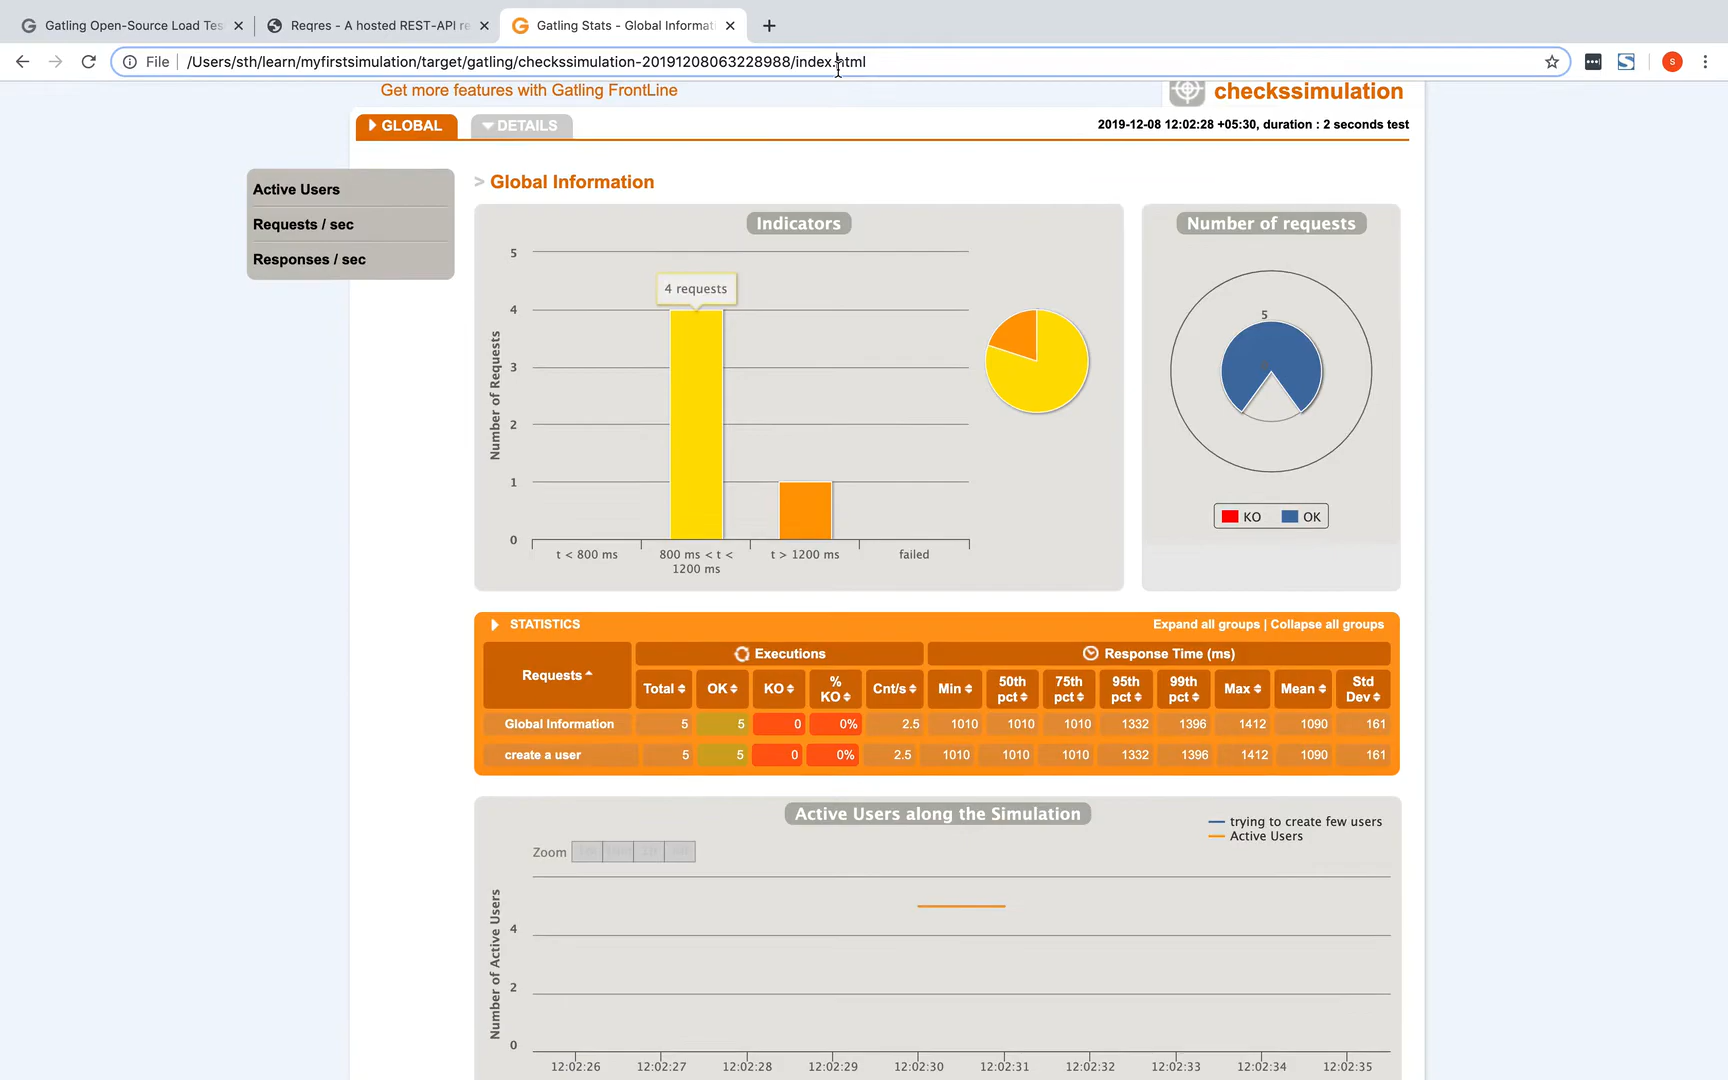 Gatling Open-Source Load Tes
Reqres - A hosted REST-API re
Gatling Stats - Global Informat
File
/Users/sth/learn/myfirstsimulation/target/gatling/checkssimulation-20191208063228988/index.html
S
Get more features with Gatling FrontLine
checkssimulation
GLOBAL
DETAILS
2019-12-08 12:02:28 +05:30, duration : 2 seconds test
Active Users
Requests / sec
Responses / sec
> Global Information
Indicators
Number of Requests
5
4
3
2
1
0
4 requests
t < 800 ms
800 ms < t < 1200 ms
t > 1200 ms
failed
Number of requests
5
KO
OK
STATISTICS
Expand all groups | Collapse all groups
Requests
Executions
Response Time (ms)
Total OK KO % KO Cnt/s Min 50th pct 75th pct 95th pct 99th pct Max Mean Std Dev
Global Information 5 5 0 0% 2.5 1010 1010 1010 1332 1396 1412 1090 161
create a user 5 5 0 0% 2.5 1010 1010 1010 1332 1396 1412 1090 161
Active Users along the Simulation
trying to create few users
Active Users
Zoom
Number of Active Users
4
2
0
12:02:26 12:02:27 12:02:28 12:02:29 12:02:30 12:02:31 12:02:32 12:02:33 12:02:34 12:02:35